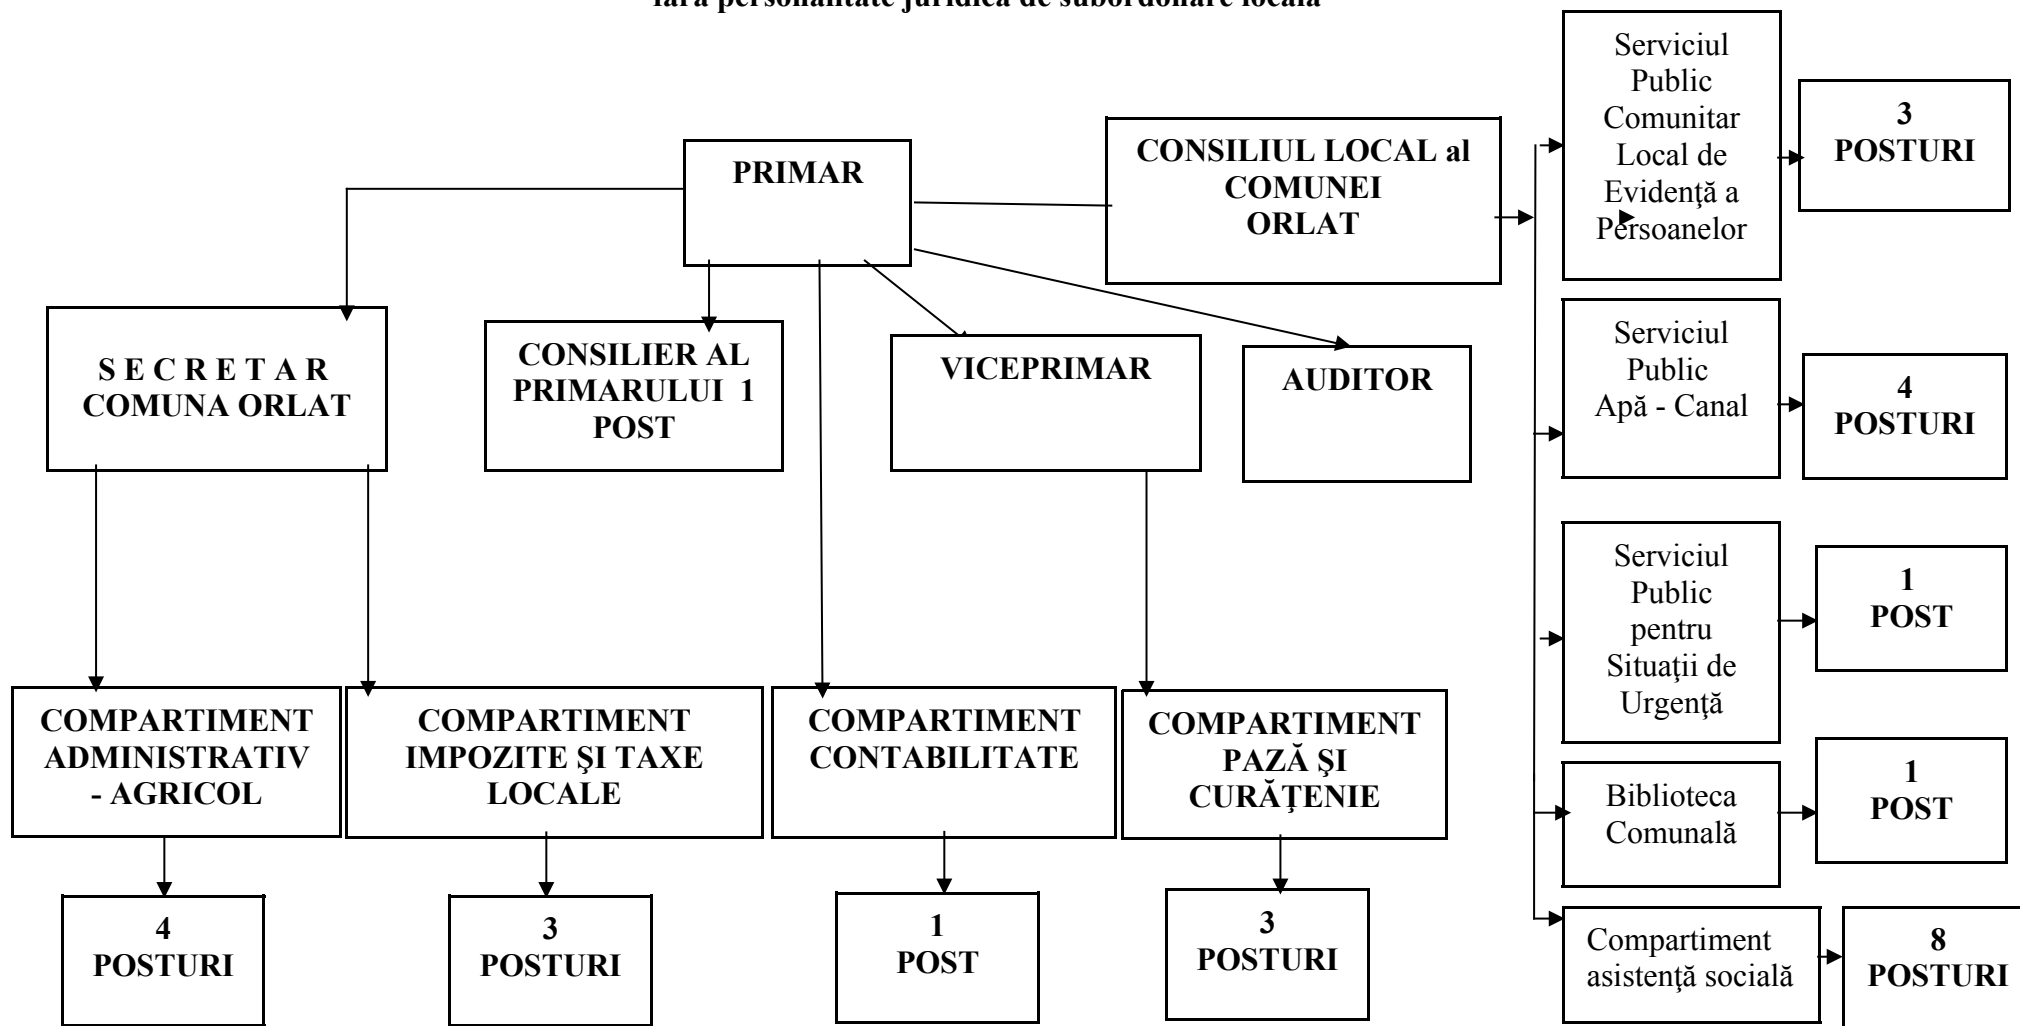 fără personalitate juridică de subordonare locală
PRIMAR
CONSILIUL LOCAL al
COMUNEI
ORLAT
Serviciul
Public
Comunitar
Local de
Evidenţă a
Persoanelor
3
POSTURI
S E C R E T A R
COMUNA ORLAT
CONSILIER AL
PRIMARULUI 1
POST
VICEPRIMAR
AUDITOR
Serviciul
Public
Apă - Canal
4
POSTURI
Serviciul
Public
pentru
Situaţii de
Urgenţă
1
POST
COMPARTIMENT
ADMINISTRATIV
- AGRICOL
COMPARTIMENT
IMPOZITE ŞI TAXE
LOCALE
COMPARTIMENT
CONTABILITATE
COMPARTIMENT
PAZĂ ŞI
CURĂŢENIE
Biblioteca
Comunală
1
POST
4
POSTURI
3
POSTURI
1
POST
3
POSTURI
Compartiment
asistenţă socială
8
POSTURI